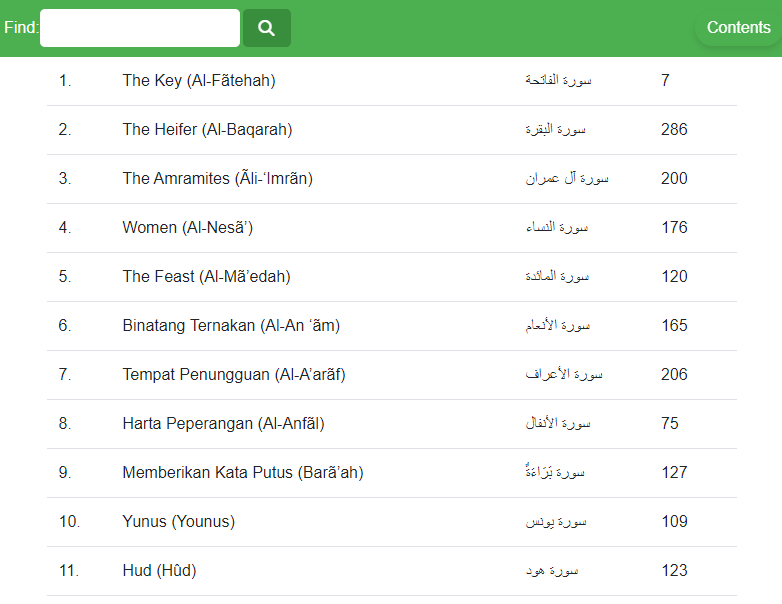 Find: Contents
1. The Key (Al-Fãtehah) سورة الفاتحة 7
2. The Heifer (Al-Baqarah) سورة البقرة 286
3. The Amramites (Ãli-‘Imrãn) سورة آل عمران 200
4. Women (Al-Nesã’) سورة النساء 176
5. The Feast (Al-Mã’edah) سورة المائدة 120
6. Binatang Ternakan (Al-An ‘ãm) سورة الأنعام 165
7. Tempat Penungguan (Al-A’arãf) سورة الأعراف 206
8. Harta Peperangan (Al-Anfãl) سورة الأنفال 75
9. Memberikan Kata Putus (Barã’ah) سورة بَرَاءَةٌ 127
10. Yunus (Younus) سورة يونس 109
11. Hud (Hûd) سورة هود 123